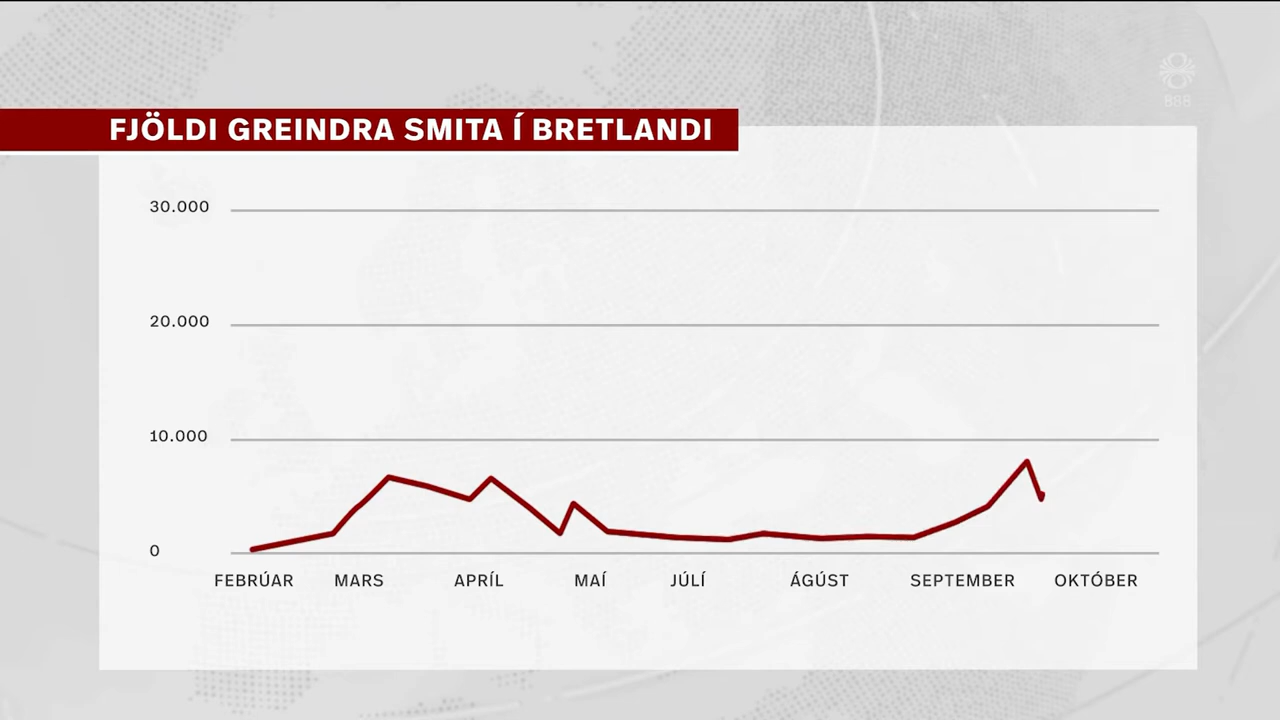 888
FJÖLDI GREINDRA SMITA Í BRETLANDI
30.000
20.000
10.000
0
FEBRÚAR MARS APRÍL MAÍ JÚLÍ ÁGÚST SEPTEMBER OKTÓBER